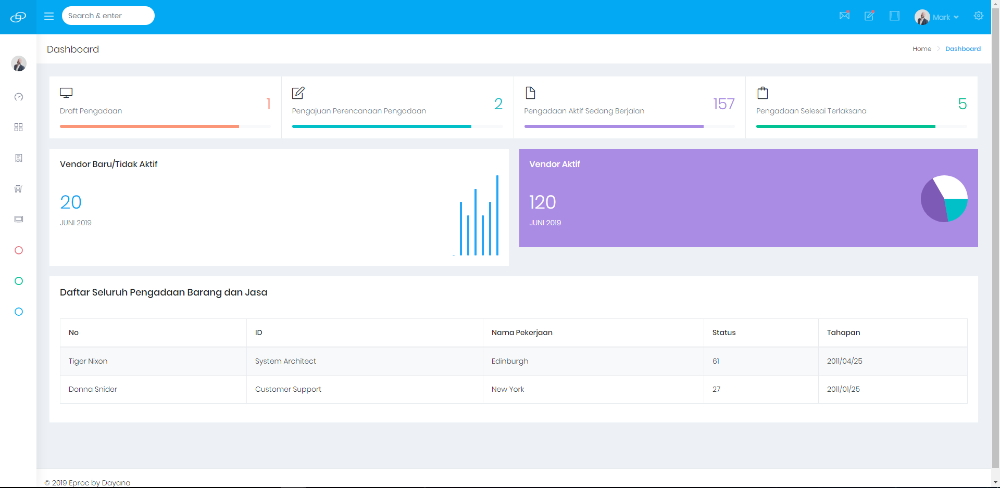 Search & enter
Mark
Dashboard
Home
Dashboard
Draft Pengadaan
1
Pengajuan Perencanaan Pengadaan
2
Pengadaan Aktif Sedang Berjalan
157
Pengadaan Selesai Terlaksana
5
Vendor Baru/Tidak Aktif
20
JUNI 2019
Vendor Aktif
120
JUNI 2019
Daftar Seluruh Pengadaan Barang dan Jasa
No ID Nama Pekerjaan Status Tahapan
Tiger Nixon System Architect Edinburgh 61 2011/04/25
Donna Snider Customer Support New York 27 2011/01/25
© 2019 Eproc by Dayana